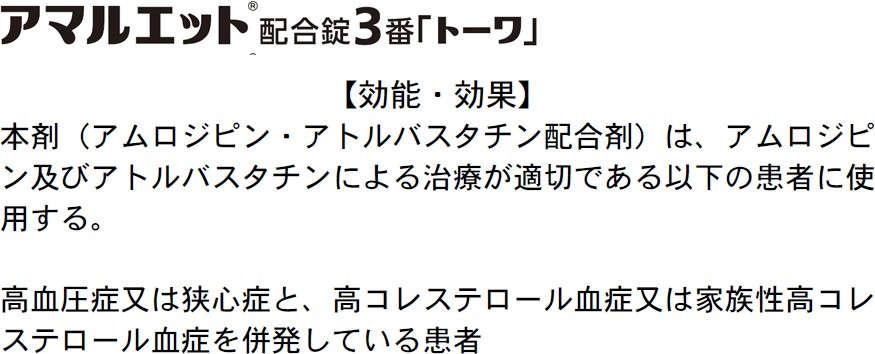 アマルエット®配合錠3番「トーワ」
【効能・効果】
本剤（アムロジピン・アトルバスタチン配合剤）は、アムロジピ
ン及びアトルバスタチンによる治療が適切である以下の患者に使
用する。
高血圧症又は狭心症と、高コレステロール血症又は家族性高コレ
ステロール血症を併発している患者